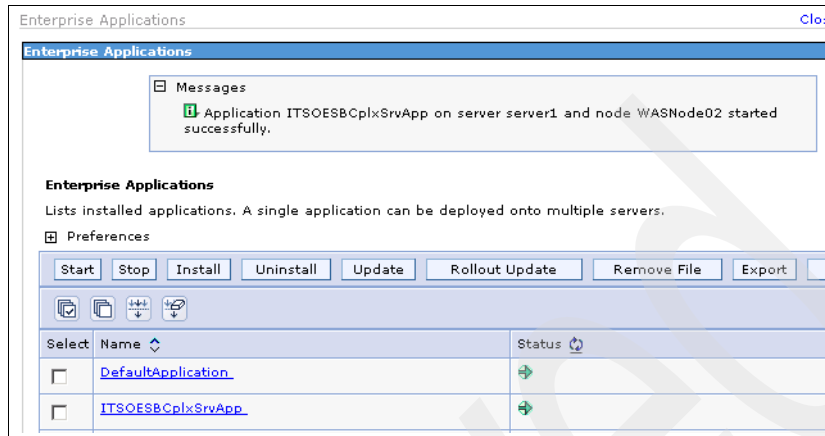 Enterprise Applications
Enterprise Applications
Messages
Application ITSOESBCplxSrvApp on server server1 and node WASNode02 started
successfully.
Enterprise Applications
Lists installed applications. A single application can be deployed onto multiple servers.
Preferences
Start Stop Install Uninstall Update Rollout Update Remove File Export
Select Name Status
DefaultApplication
ITSOESBCplxSrvApp